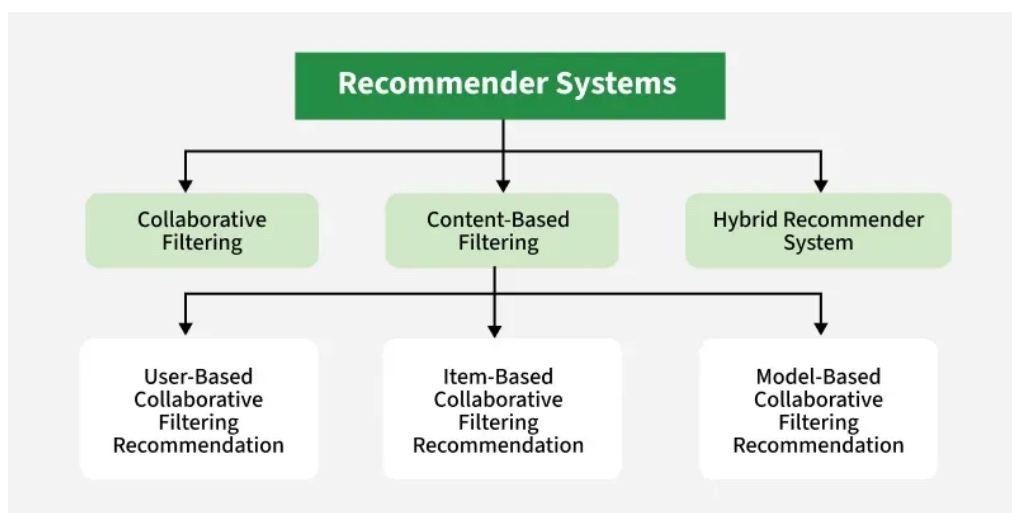 Recommender Systems
Collaborative
Filtering
Content-Based
Filtering
Hybrid Recommender
System
User-Based
Collaborative
Filtering
Recommendation
Item-Based
Collaborative
Filtering
Recommendation
Model-Based
Collaborative
Filtering
Recommendation